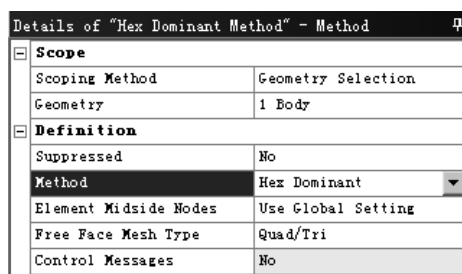 Details of "Hex Dominant Method" - Method
Scope
Scoping Method Geometry Selection
Geometry 1 Body
Definition
Suppressed No
Method Hex Dominant
Element Midside Nodes Use Global Setting
Free Face Mesh Type Quad/Tri
Control Messages No